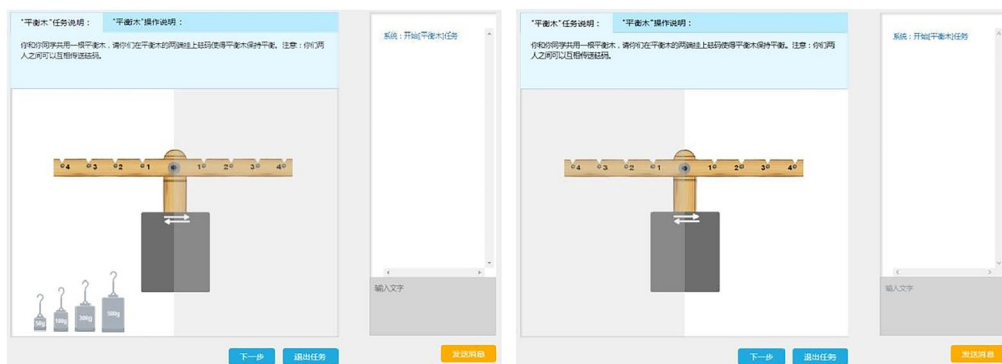 "平衡木"任务说明：
"平衡木"操作说明：
你和你同学共用一根平衡木，请你们在平衡木的两端挂上砝码使得平衡木保持平衡。注意：你们两
人之间可以互相传送砝码。
系统：开始[平衡木]任务
4 3 2 1 1 2 3 4
50g 100g 300g 500g
输入文字
下一步
退出任务
发送消息
"平衡木"任务说明：
"平衡木"操作说明：
你和你同学共用一根平衡木，请你们在平衡木的两端挂上砝码使得平衡木保持平衡。注意：你们两
人之间可以互相传送砝码。
系统：开始[平衡木]任务
4 3 2 1 1 2 3 4
输入文字
下一步
退出任务
发送消息